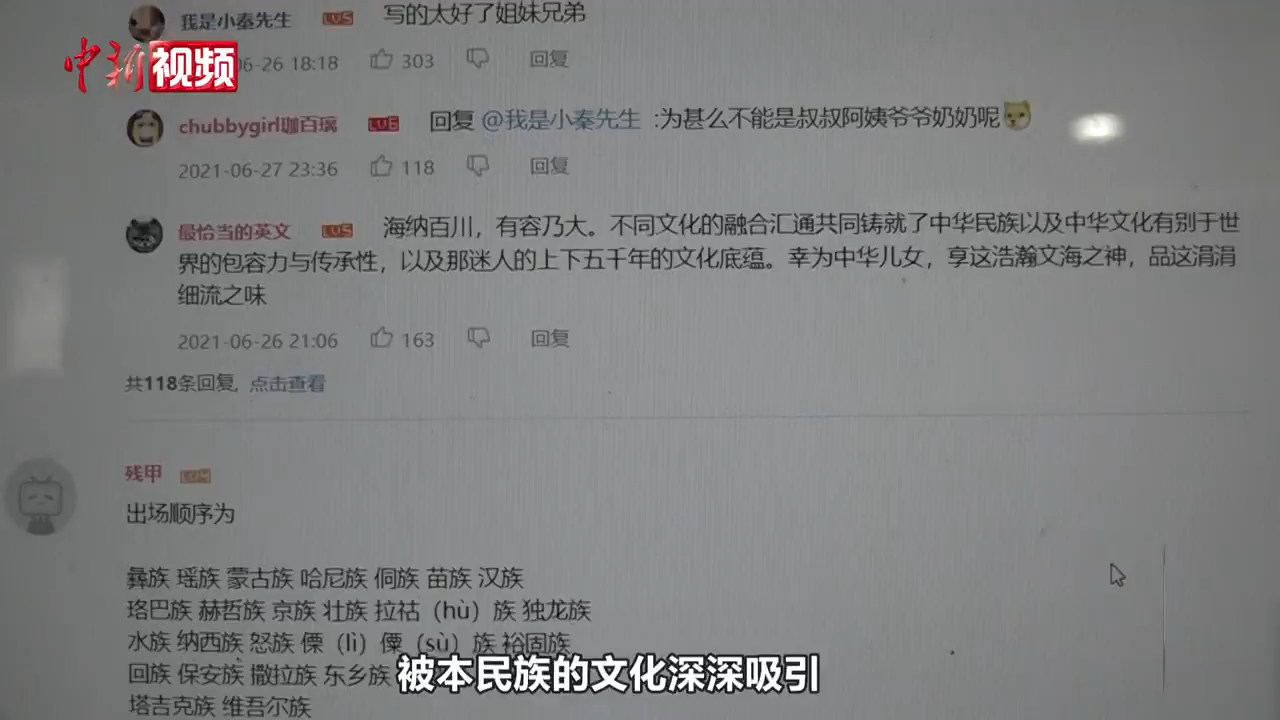 我是小秦先生 LV5 写的太好了姐妹兄弟
中新视频
06-26 18:18 303 回复
chubbygirl珈百璃 LV6 回复 @我是小秦先生 :为甚么不能是叔叔阿姨爷爷奶奶呢
2021-06-27 23:36 118 回复
最恰当的英文 LV5 海纳百川，有容乃大。不同文化的融合汇通共同铸就了中华民族以及中华文化有别于世
界的包容力与传承性，以及那迷人的上下五千年的文化底蕴。幸为中华儿女，享这浩瀚文海之神，品这涓涓
细流之味
2021-06-26 21:06 163 回复
共118条回复, 点击查看
残甲 LV4
出场顺序为
彝族 瑶族 蒙古族 哈尼族 侗族 苗族 汉族
珞巴族 赫哲族 京族 壮族 拉祜（hù）族 独龙族
水族 纳西族 怒族 傈（lì）僳（sù）族 裕固族
回族 保安族 撒拉族 东乡族
被本民族的文化深深吸引
塔吉克族 维吾尔族